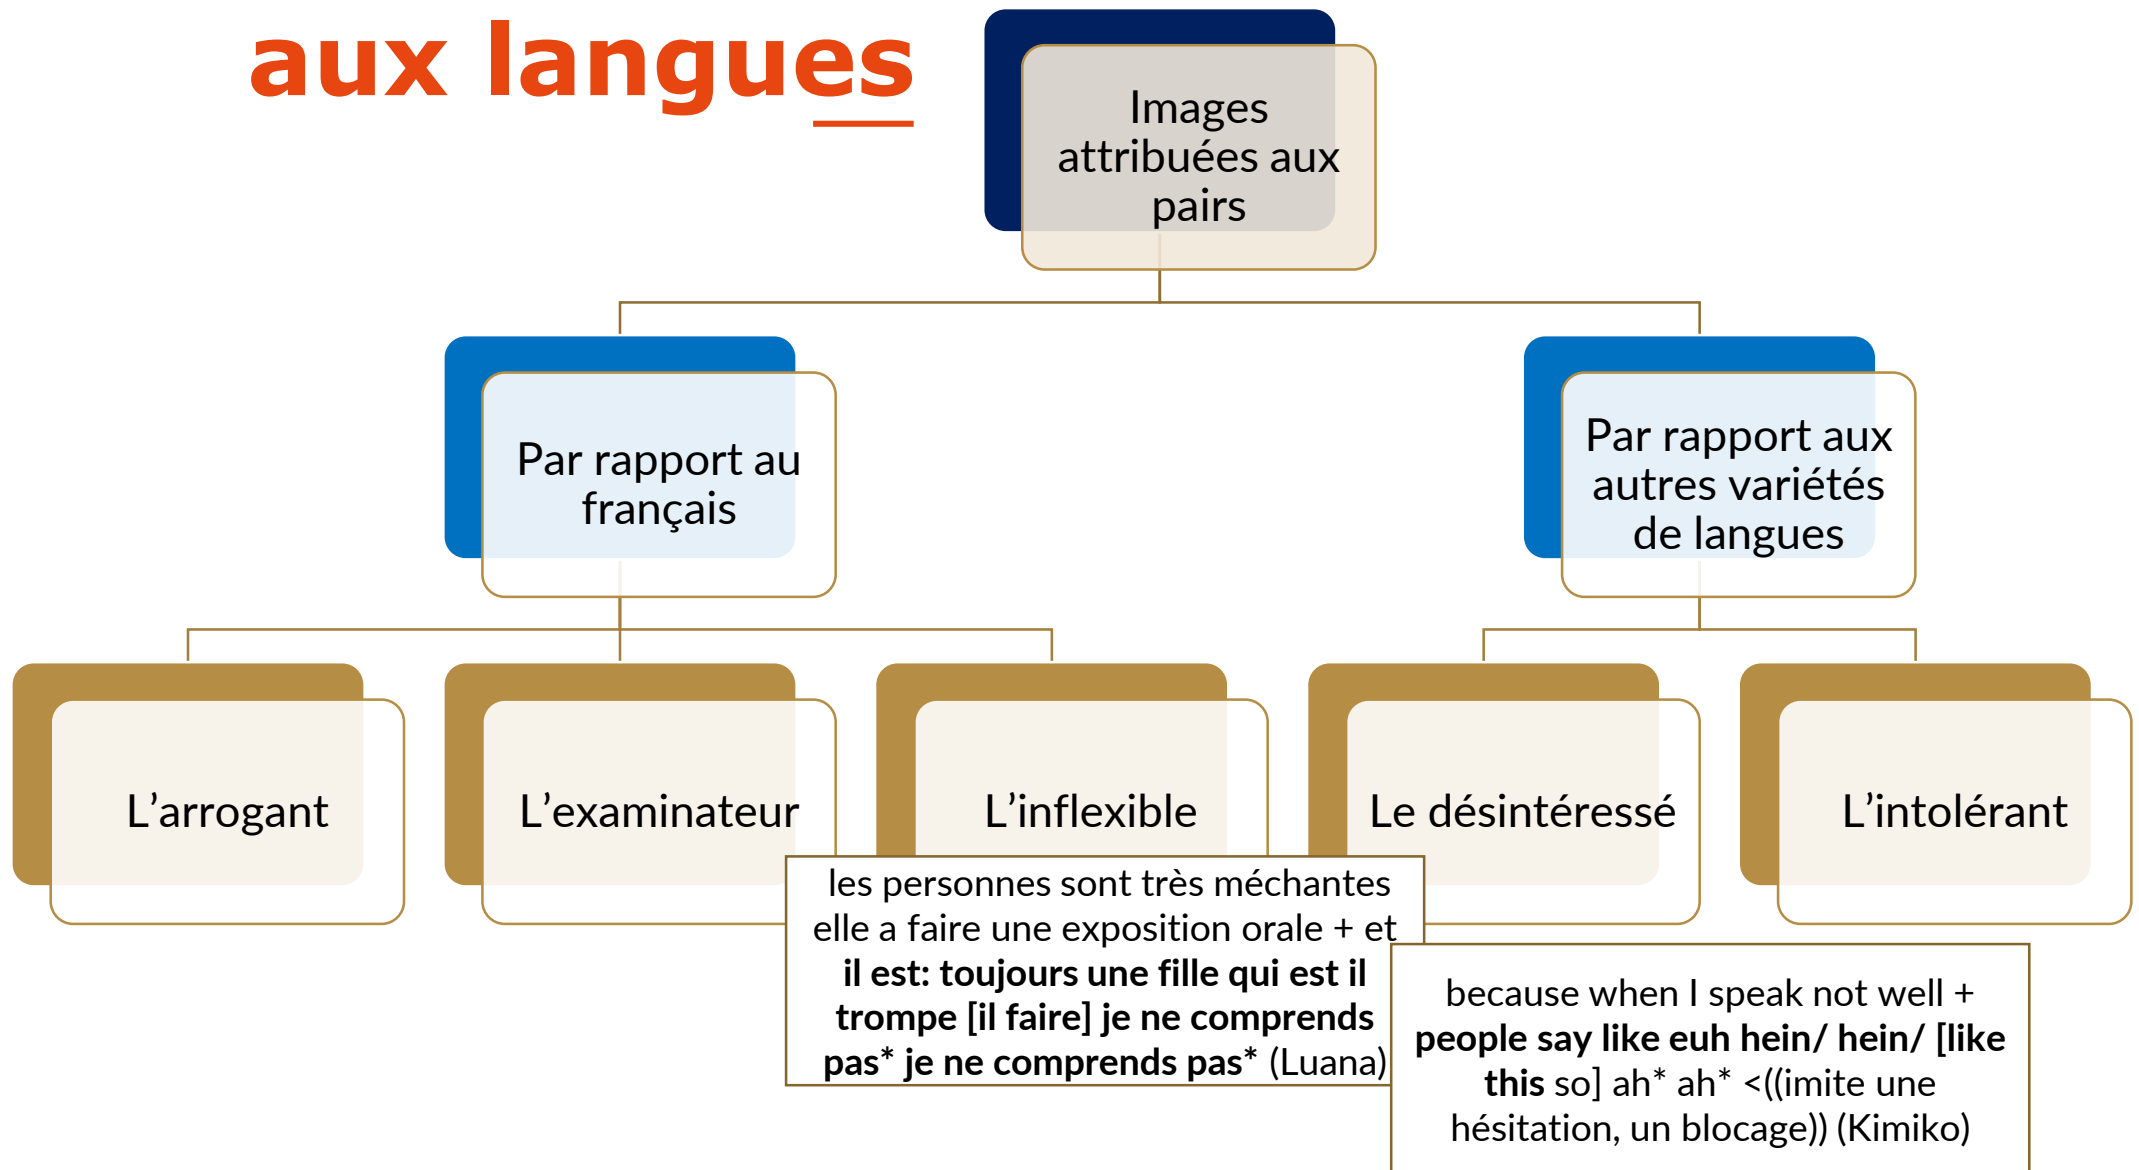 aux langues
Images
attribuées aux
pairs
Par rapport au
français
Par rapport aux
autres variétés
de langues
L’arrogant
L’examinateur
L’inflexible
Le désintéressé
L’intolérant
les personnes sont très méchantes
elle a faire une exposition orale + et
il est: toujours une fille qui est il
trompe [il faire] je ne comprends
pas* je ne comprends pas* (Luana)
because when I speak not well +
people say like euh hein/ hein/ [like
this so] ah* ah* <((imite une
hésitation, un blocage)) (Kimiko)